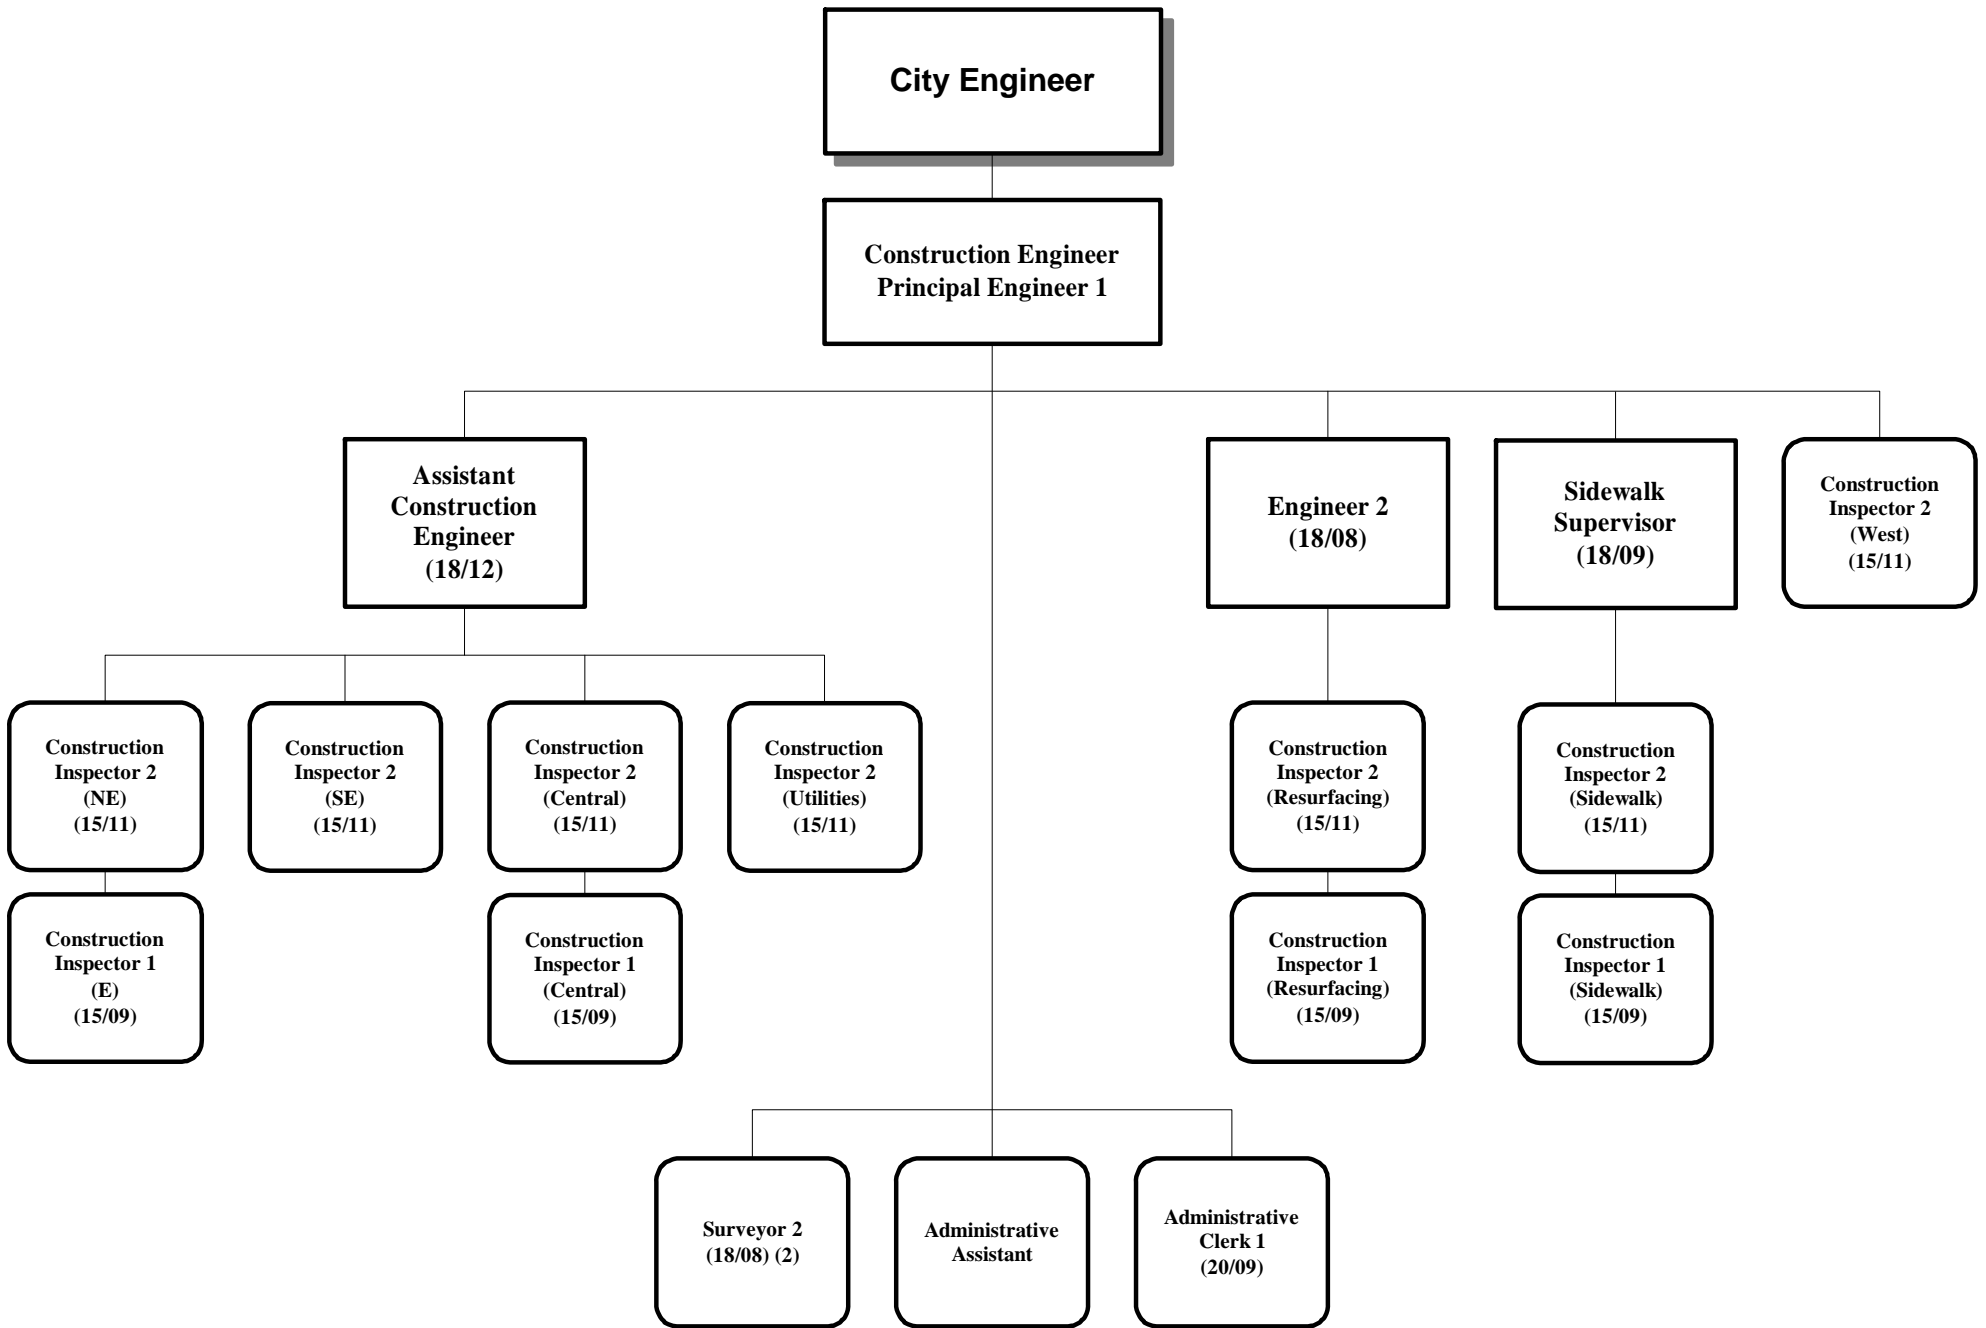 City Engineer
Construction Engineer
Principal Engineer 1
Assistant
Construction
Engineer
(18/12)
Engineer 2
(18/08)
Sidewalk
Supervisor
(18/09)
Construction
Inspector 2
(West)
(15/11)
Construction
Inspector 2
(NE)
(15/11)
Construction
Inspector 2
(SE)
(15/11)
Construction
Inspector 2
(Central)
(15/11)
Construction
Inspector 2
(Utilities)
(15/11)
Construction
Inspector 2
(Resurfacing)
(15/11)
Construction
Inspector 2
(Sidewalk)
(15/11)
Construction
Inspector 1
(E)
(15/09)
Construction
Inspector 1
(Central)
(15/09)
Construction
Inspector 1
(Resurfacing)
(15/09)
Construction
Inspector 1
(Sidewalk)
(15/09)
Surveyor 2
(18/08) (2)
Administrative
Assistant
Administrative
Clerk 1
(20/09)